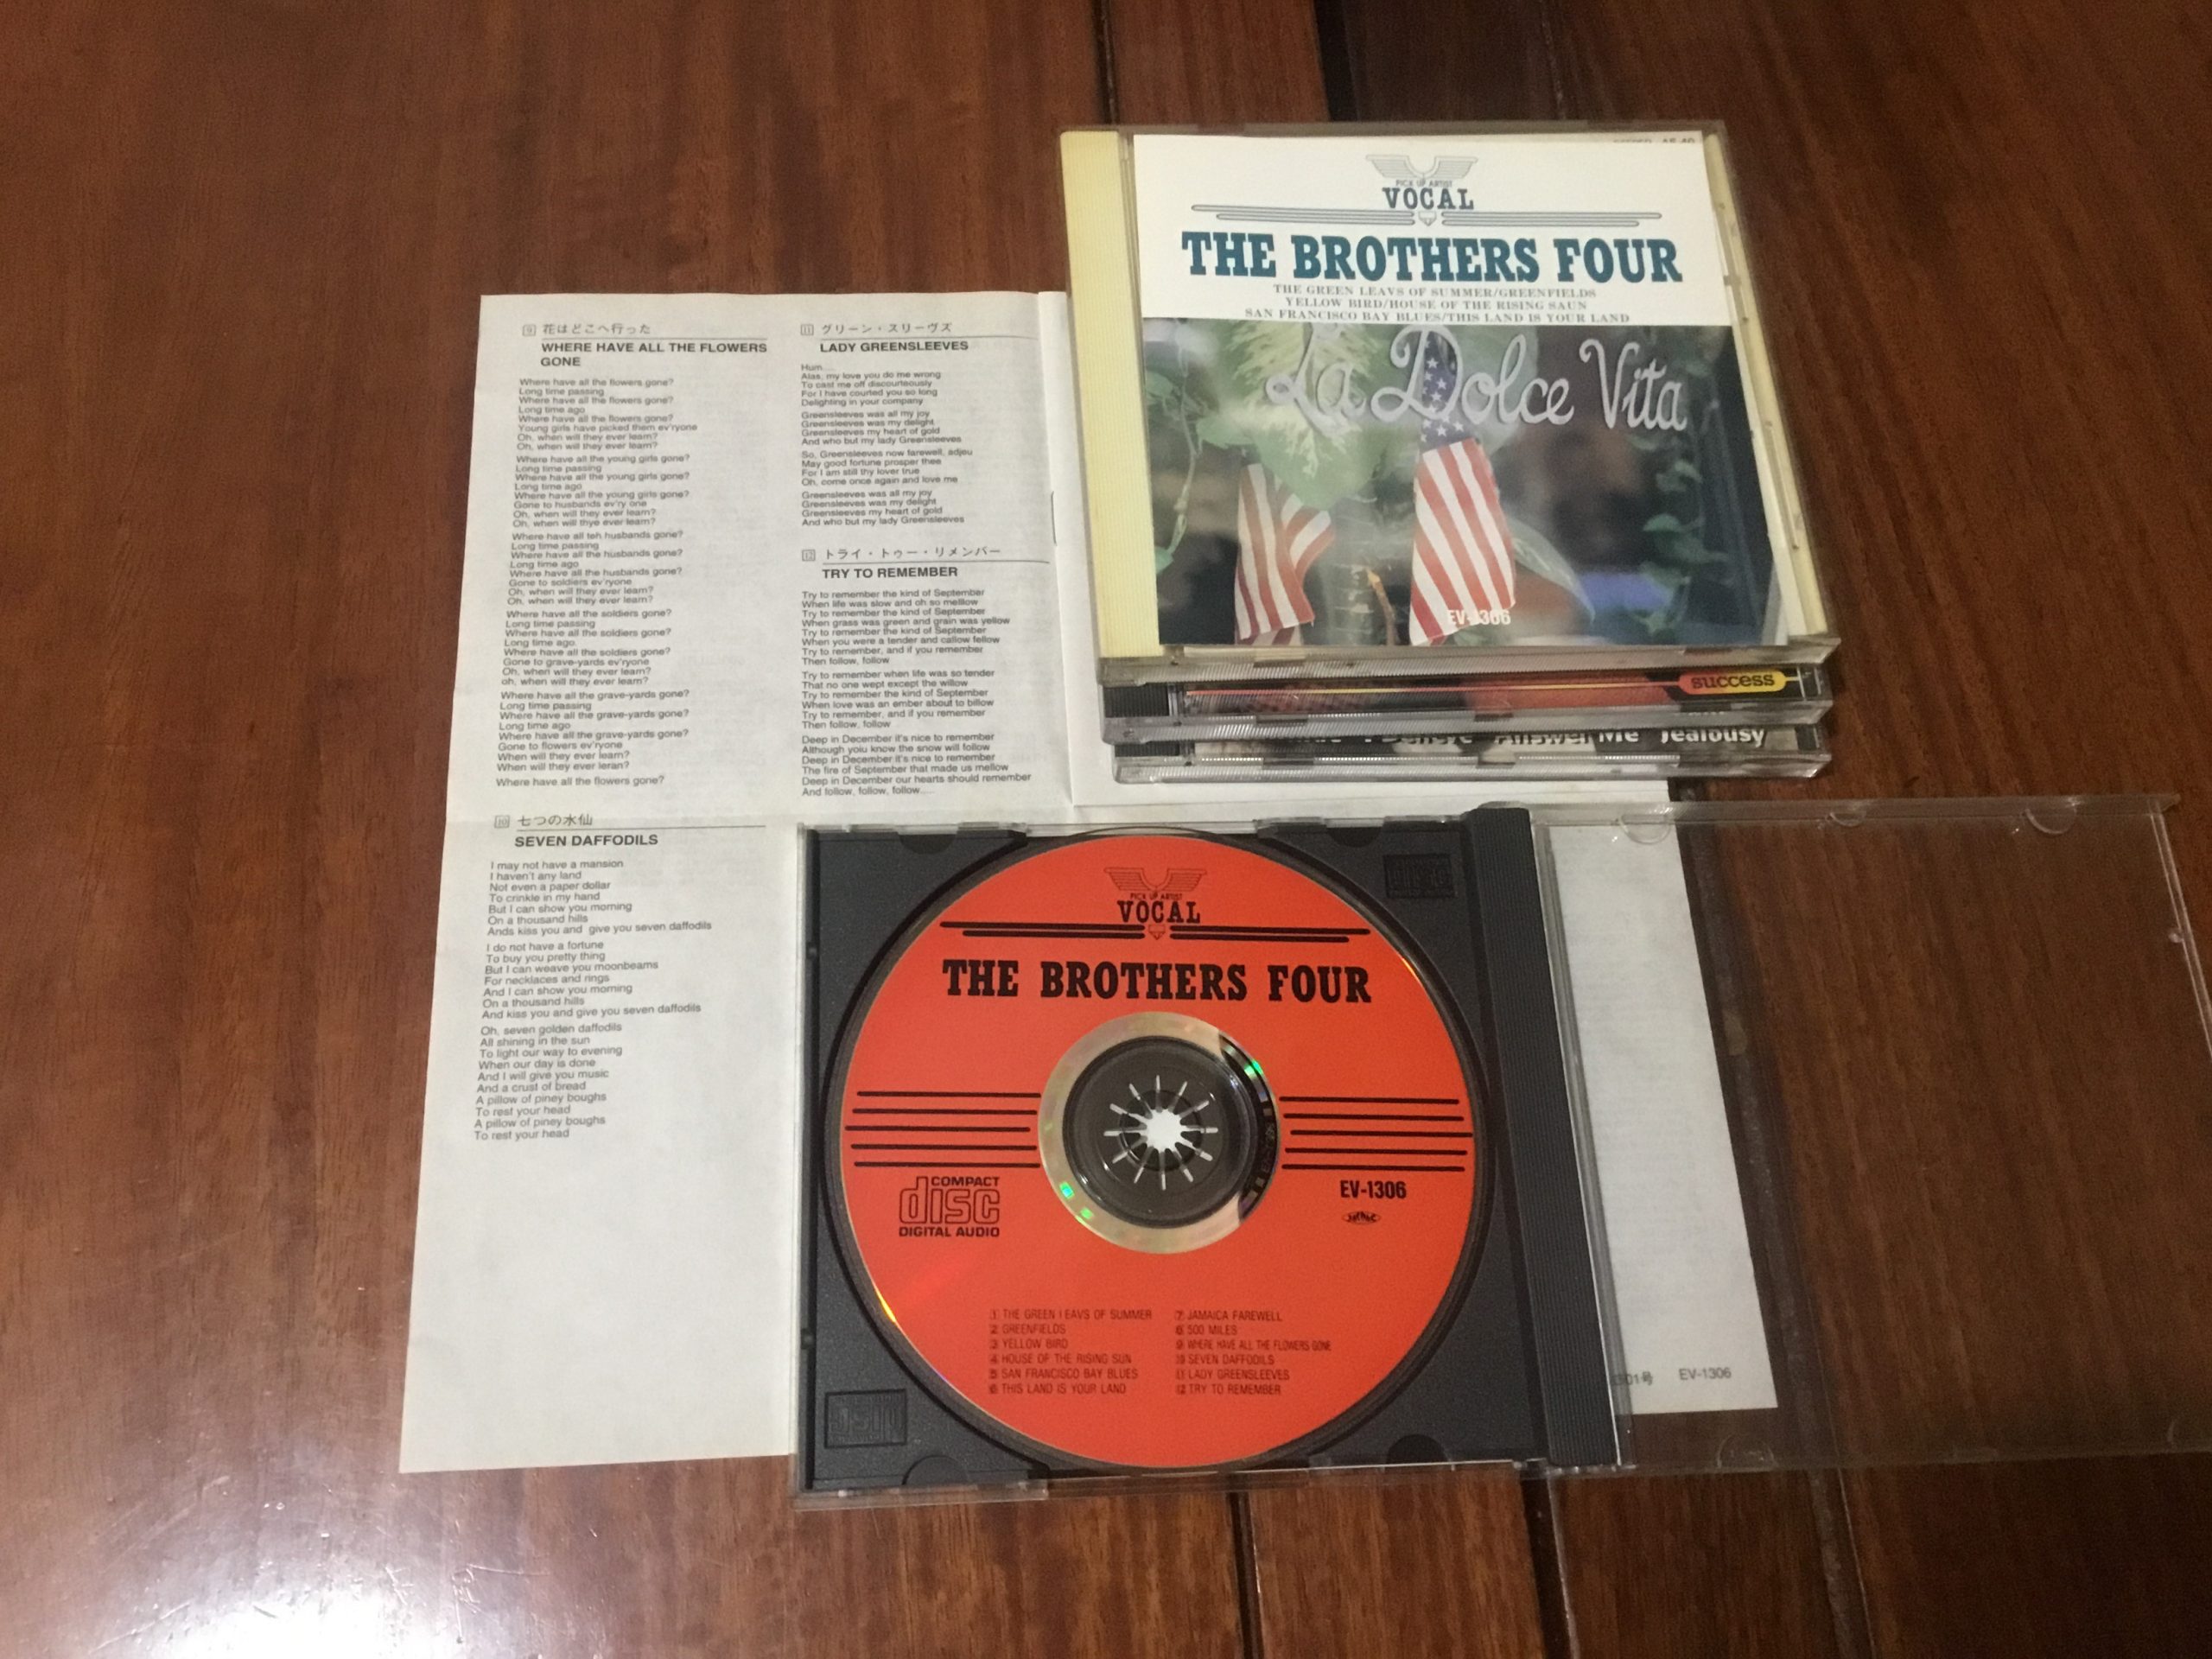 9 花はどこへ行った
WHERE HAVE ALL THE FLOWERS
GONE
Where have all the flowers gone?
Long time passing
Where have all the flowers gone?
Long time ago
Where have all the flowers gone?
Young girls have picked them ev'ryone
Oh, when will they ever learn?
Oh, when will they ever learn?
Where have all the young girls gone?
Long time passing
Where have all the young girls gone?
Long time ago
Where have all the young girls gone?
Gone to husbands ev'ry one
Oh, when will they ever learn?
Oh, when will thye ever learn?
Where have all teh husbands gone?
Long time passing
Where have all the husbands gone?
Long time ago
Where have all the husbands gone?
Gone to soldiers ev'ryone
Oh, when will they ever learn?
Oh, when will they ever learn?
Where have all the soldiers gone?
Long time passing
Where have all the soldiers gone?
Long time ago
Where have all the soldiers gone?
Gone to grave-yards ev'ryone
Oh, when will they ever learn?
oh, when will they ever learn?
Where have all the grave-yards gone?
Long time passing
Where have all the grave-yards gone?
Long time ago
Where have all the grave-yards gone?
Gone to flowers ev'ryone
When will they ever learn?
When will they ever leran?
Where have all the flowers gone?
10 七つの水仙
SEVEN DAFFODILS
I may not have a mansion
I haven't any land
Not even a paper dollar
To crinkle in my hand
But I can show you morning
On a thousand hills
Ands kiss you and give you seven daffodils
I do not have a fortune
To buy you pretty thing
But I can weave you moonbeams
For necklaces and rings
And I can show you morning
On a thousand hills
And kiss you and give you seven daffodils
Oh, seven golden daffodils
All shining in the sun
To light our way to evening
When our day is done
And I will give you music
And a crust of bread
A pillow of piney boughs
To rest your head
A pillow of piney boughs
To rest your head
11 グリーン・スリーヴズ
LADY GREENSLEEVES
Hum....
Alas, my love you do me wrong
To cast me off discourteously
For I have courted you so long
Delighting in your company
Greensleeves was all my joy
Greensleeves was my delight
Greensleeves my heart of gold
And who but my lady Greensleeves
So, Greensleeves now farewell, adjeu
May good fortune prosper thee
For I am still thy lover true
Oh, come once again and love me
Greensleeves was all my joy
Greensleeves was my delight
Greensleeves my heart of gold
And who but my lady Greensleeves
12 トライ・トゥー・リメンバー
TRY TO REMEMBER
Try to remember the kind of September
When life was slow and oh so melllow
Try to remember the kind of September
When grass was green and grain was yellow
Try to remember the kind of September
When you were a tender and callow fellow
Try to remember, and if you remember
Then follow, follow
Try to remember when life was so tender
That no one wept except the willow
Try to remember the kind of September
When love was an ember about to billow
Try to remember, and if you remember
Then follow, follow
Deep in December it's nice to remember
Although yoiu know the snow will follow
Deep in December it's nice to remember
The fire of September that made us mellow
Deep in December our hearts should remember
And follow, follow, follow.....
PICK UP ARTIST
VOCAL
THE BROTHERS FOUR
THE GREEN LEAVS OF SUMMER/GREENFIELDS
YELLOW BIRD/HOUSE OF THE RISING SAUN
SAN FRANCISCO BAY BLUES/THIS LAND IS YOUR LAND
La Dolce Vita
EV-1306
success
I Believe Answer Me Jealousy
PICK UP ARTIST
VOCAL
THE BROTHERS FOUR
COMPACT
disc
DIGITAL AUDIO
EV-1306
1 THE GREEN LEAVS OF SUMMER
2 GREENFIELDS
3 YELLOW BIRD
4 HOUSE OF THE RISING SUN
5 SAN FRANCISCO BAY BLUES
6 THIS LAND IS YOUR LAND
7 JAMAICA FAREWELL
8 500 MILES
9 WHERE HAVE ALL THE FLOWERS GONE
10 SEVEN DAFFODILS
11 LADY GREENSLEEVES
12 TRY TO REMEMBER
301号 EV-1306